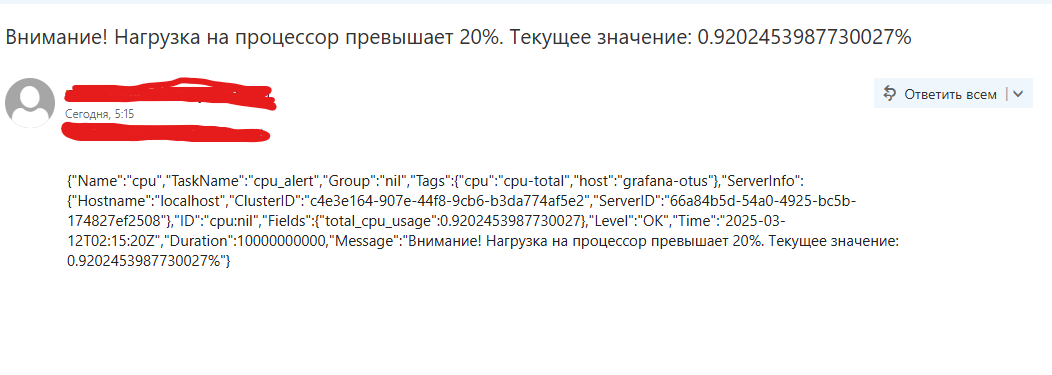 Внимание! Нагрузка на процессор превышает 20%. Текущее значение: 0.9202453987730027%
Ответить всем
Сегодня, 5:15
{"Name":"cpu","TaskName":"cpu_alert","Group":"nil","Tags":{"cpu":"cpu-total","host":"grafana-otus"},"ServerInfo":
{"Hostname":"localhost","ClusterID":"c4e3e164-907e-44f8-9cb6-b3da774af5e2","ServerID":"66a84b5d-54a0-4925-bc5b-
174827ef2508"},"ID":"cpu:nil","Fields":{"total_cpu_usage":0.9202453987730027},"Level":"OK","Time":"2025-03-
12T02:15:20Z","Duration":10000000000,"Message":"Внимание! Нагрузка на процессор превышает 20%. Текущее значение:
0.9202453987730027%"}